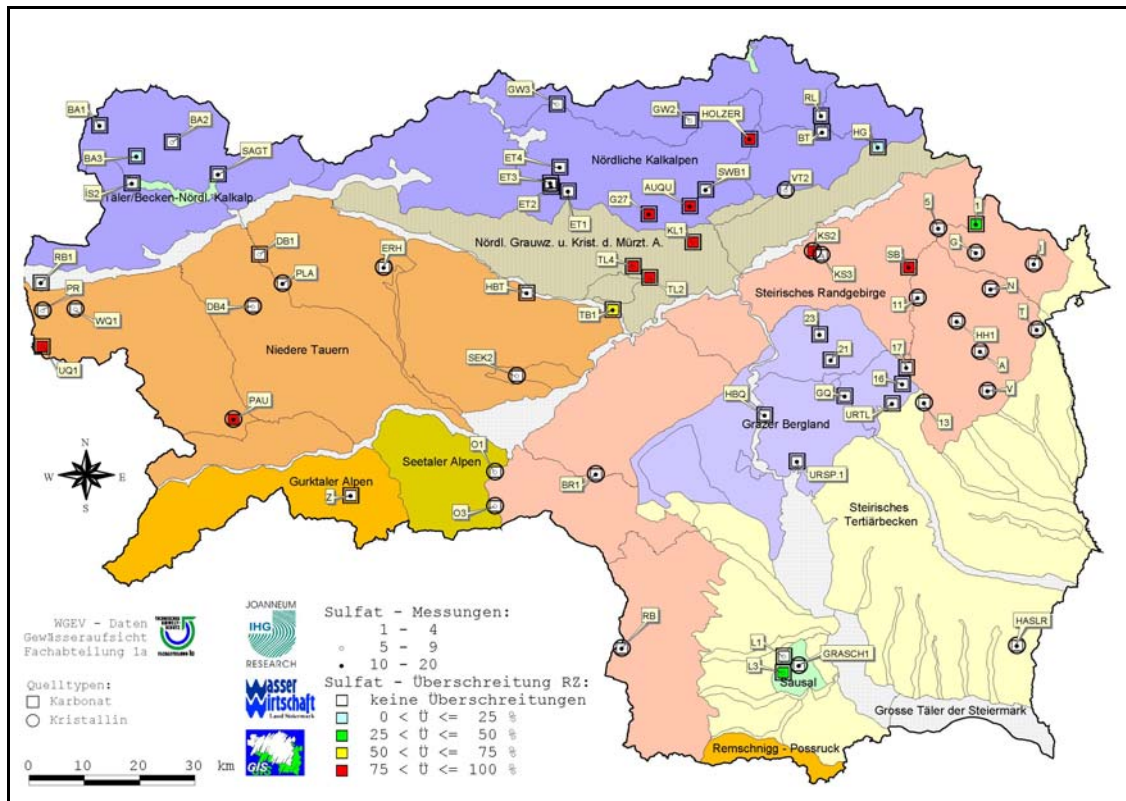 GW3
BA1
RL
GW2
HOLZER
BA2
BT
HG
BA3
SAGT
ET4
Nördliche Kalkalpen
ET3
SWB1
VT2
IS2
Täler/Becken-Nördl. Kalkalp.
AUQU
ET2
G27
ET1
5
1
KL1
DB1
Nördl. Grauwz. u. Krist. d. Mürzt. A.
KS2
G
I
ERH
RB1
TL4
SB
PLA
KS3
HBT
TL2
Steirisches Randgebirge
N
PR
DB4
11
WQ1
TB1
T
23
Niedere Tauern
HH1
21
17
UQ1
SEK2
A
16
PAU
HBQ
GQ
V
URTL
Grazer Bergland
13
N
W E
S
O1
Seetaler Alpen
Gurktaler Alpen
BR1
URSP.1
Z
O3
Steirisches
Tertiärbecken
WGEV - Daten
Gewässeraufsicht
Fachabteilung 1a
JOANNEUM
IHG
RESEARCH
Sulfat - Messungen:
1 - 4
5 - 9
10 - 20
RB
HASLR
L1
GRASCH1
L3
Sausal
Quelltypen:
Karbonat
Kristallin
Wasser
Wirtschaft
Land Steiermark
Sulfat - Überschreitung RZ:
keine Überschreitungen
0 < Ü <= 25 %
25 < Ü <= 50 %
50 < Ü <= 75 %
75 < Ü <= 100 %
Grosse Täler der Steiermark
Remschnigg - Possruck
GIS
0 10 20 30 km